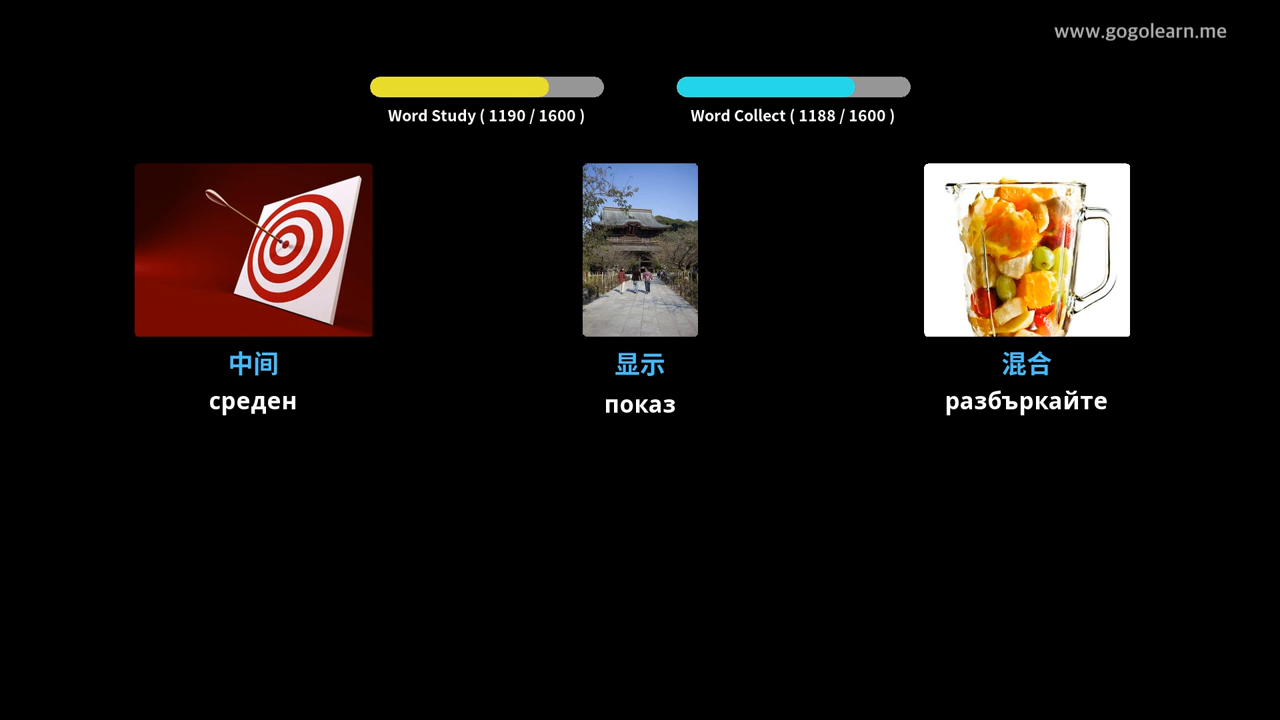 www.gogolearn.me
Word Study ( 1190 / 1600 )
Word Collect ( 1188 / 1600 )
中间
среден
显示
показ
混合
разбъркайте